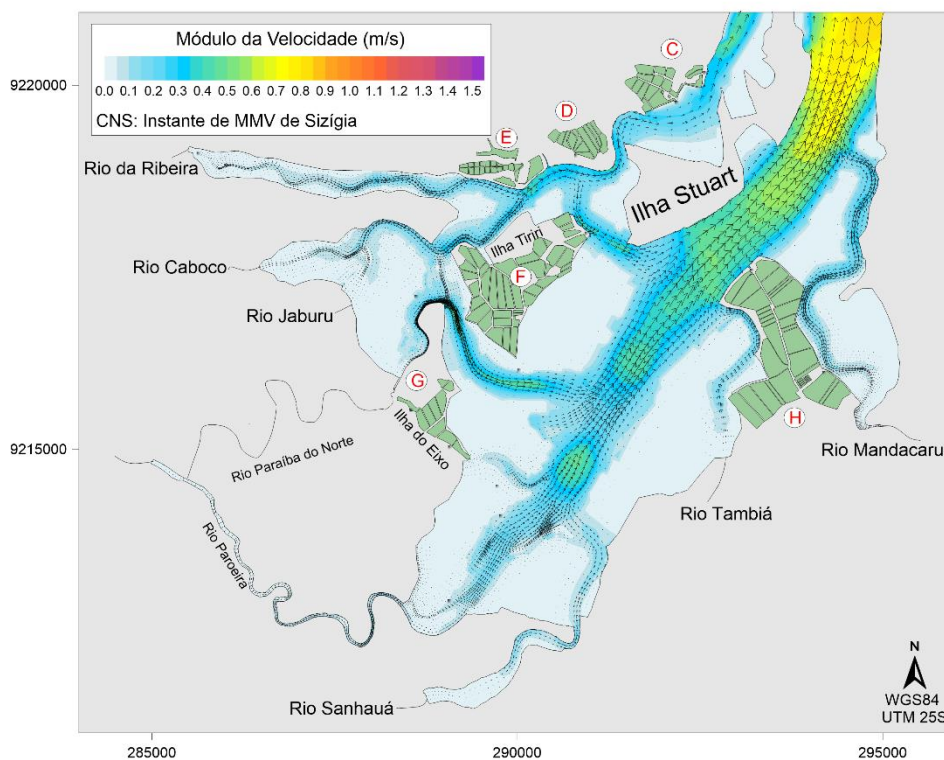 Módulo da Velocidade (m/s)
0.0 0.1 0.2 0.3 0.4 0.5 0.6 0.7 0.8 0.9 1.0 1.1 1.2 1.3 1.4 1.5
CNS: Instante de MMV de Sizígia
9220000
C
D
E
Rio da Ribeira
Ilha Stuart
Ilha Tiriri
Rio Caboco
F
Rio Jaburu
G
Ilha do Eixo
H
9215000
Rio Mandacaru
Rio Paraíba do Norte
Rio Tambiá
Rio Paroeira
N
WGS84
UTM 25S
Rio Sanhauá
285000
290000
295000